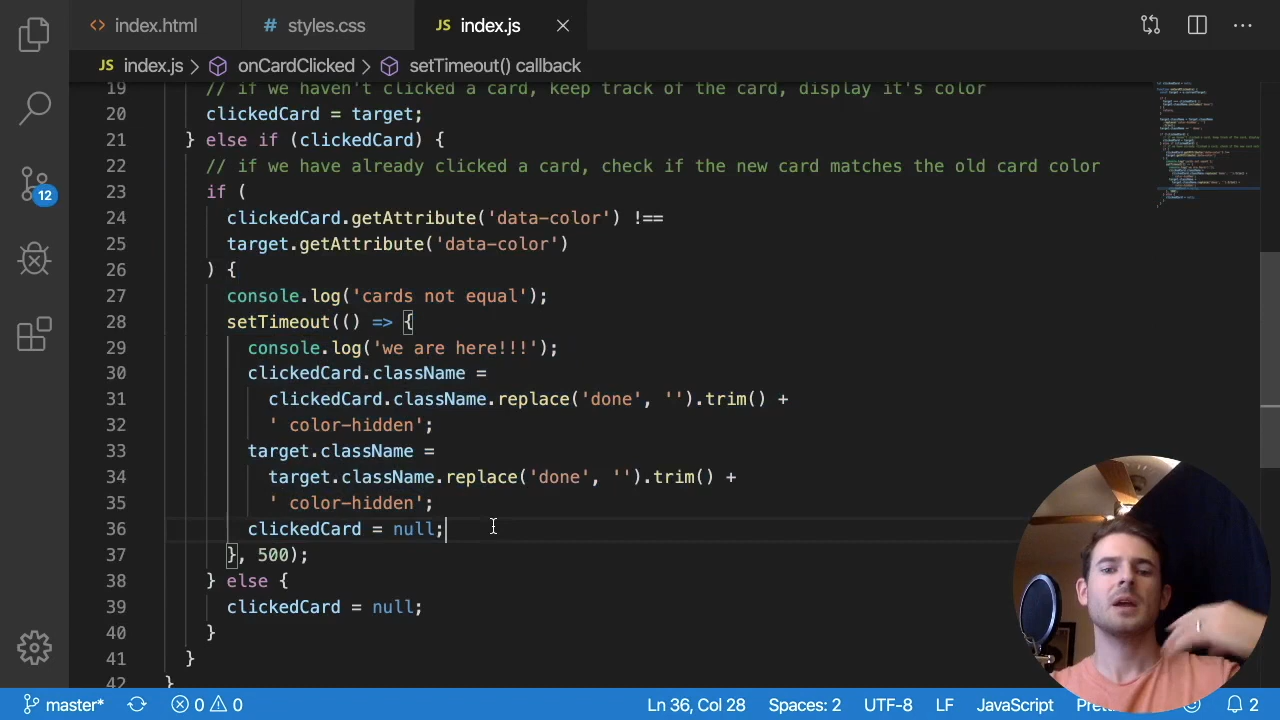 index.html
# styles.css
JS index.js
JS index.js > onCardClicked > setTimeout() callback
19 // if we haven't clicked a card, keep track of the card, display it's color
20 clickedCard = target;
21 } else if (clickedCard) {
22 // if we have already clicked a card, check if the new card matches the old card color
23 if (
24 clickedCard.getAttribute('data-color') !==
25 target.getAttribute('data-color')
26 ) {
27 console.log('cards not equal');
28 setTimeout(() => {
29 console.log('we are here!!!');
30 clickedCard.className =
31 clickedCard.className.replace('done', '').trim() +
32 ' color-hidden';
33 target.className =
34 target.className.replace('done', '').trim() +
35 ' color-hidden';
36 clickedCard = null;
37 }, 500);
38 } else {
39 clickedCard = null;
40 }
41 }
42 }
12
master* 0 0 Ln 36, Col 28 Spaces: 2 UTF-8 LF JavaScript 2